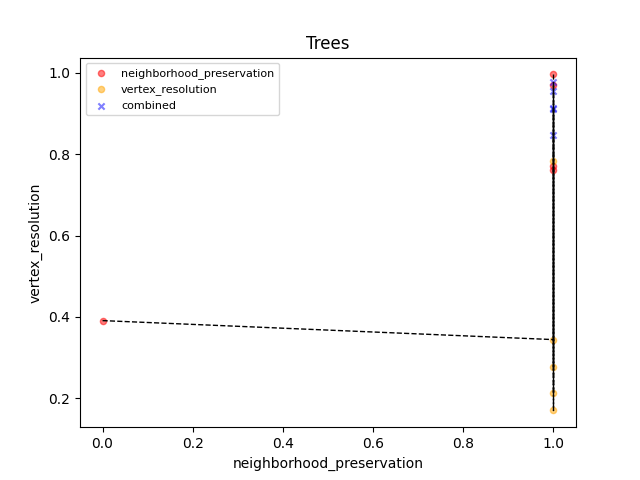 Trees
neighborhood_preservation
vertex_resolution
combined
1.0
0.8
0.6
0.4
0.2
vertex_resolution
0.0 0.2 0.4 0.6 0.8 1.0
neighborhood_preservation